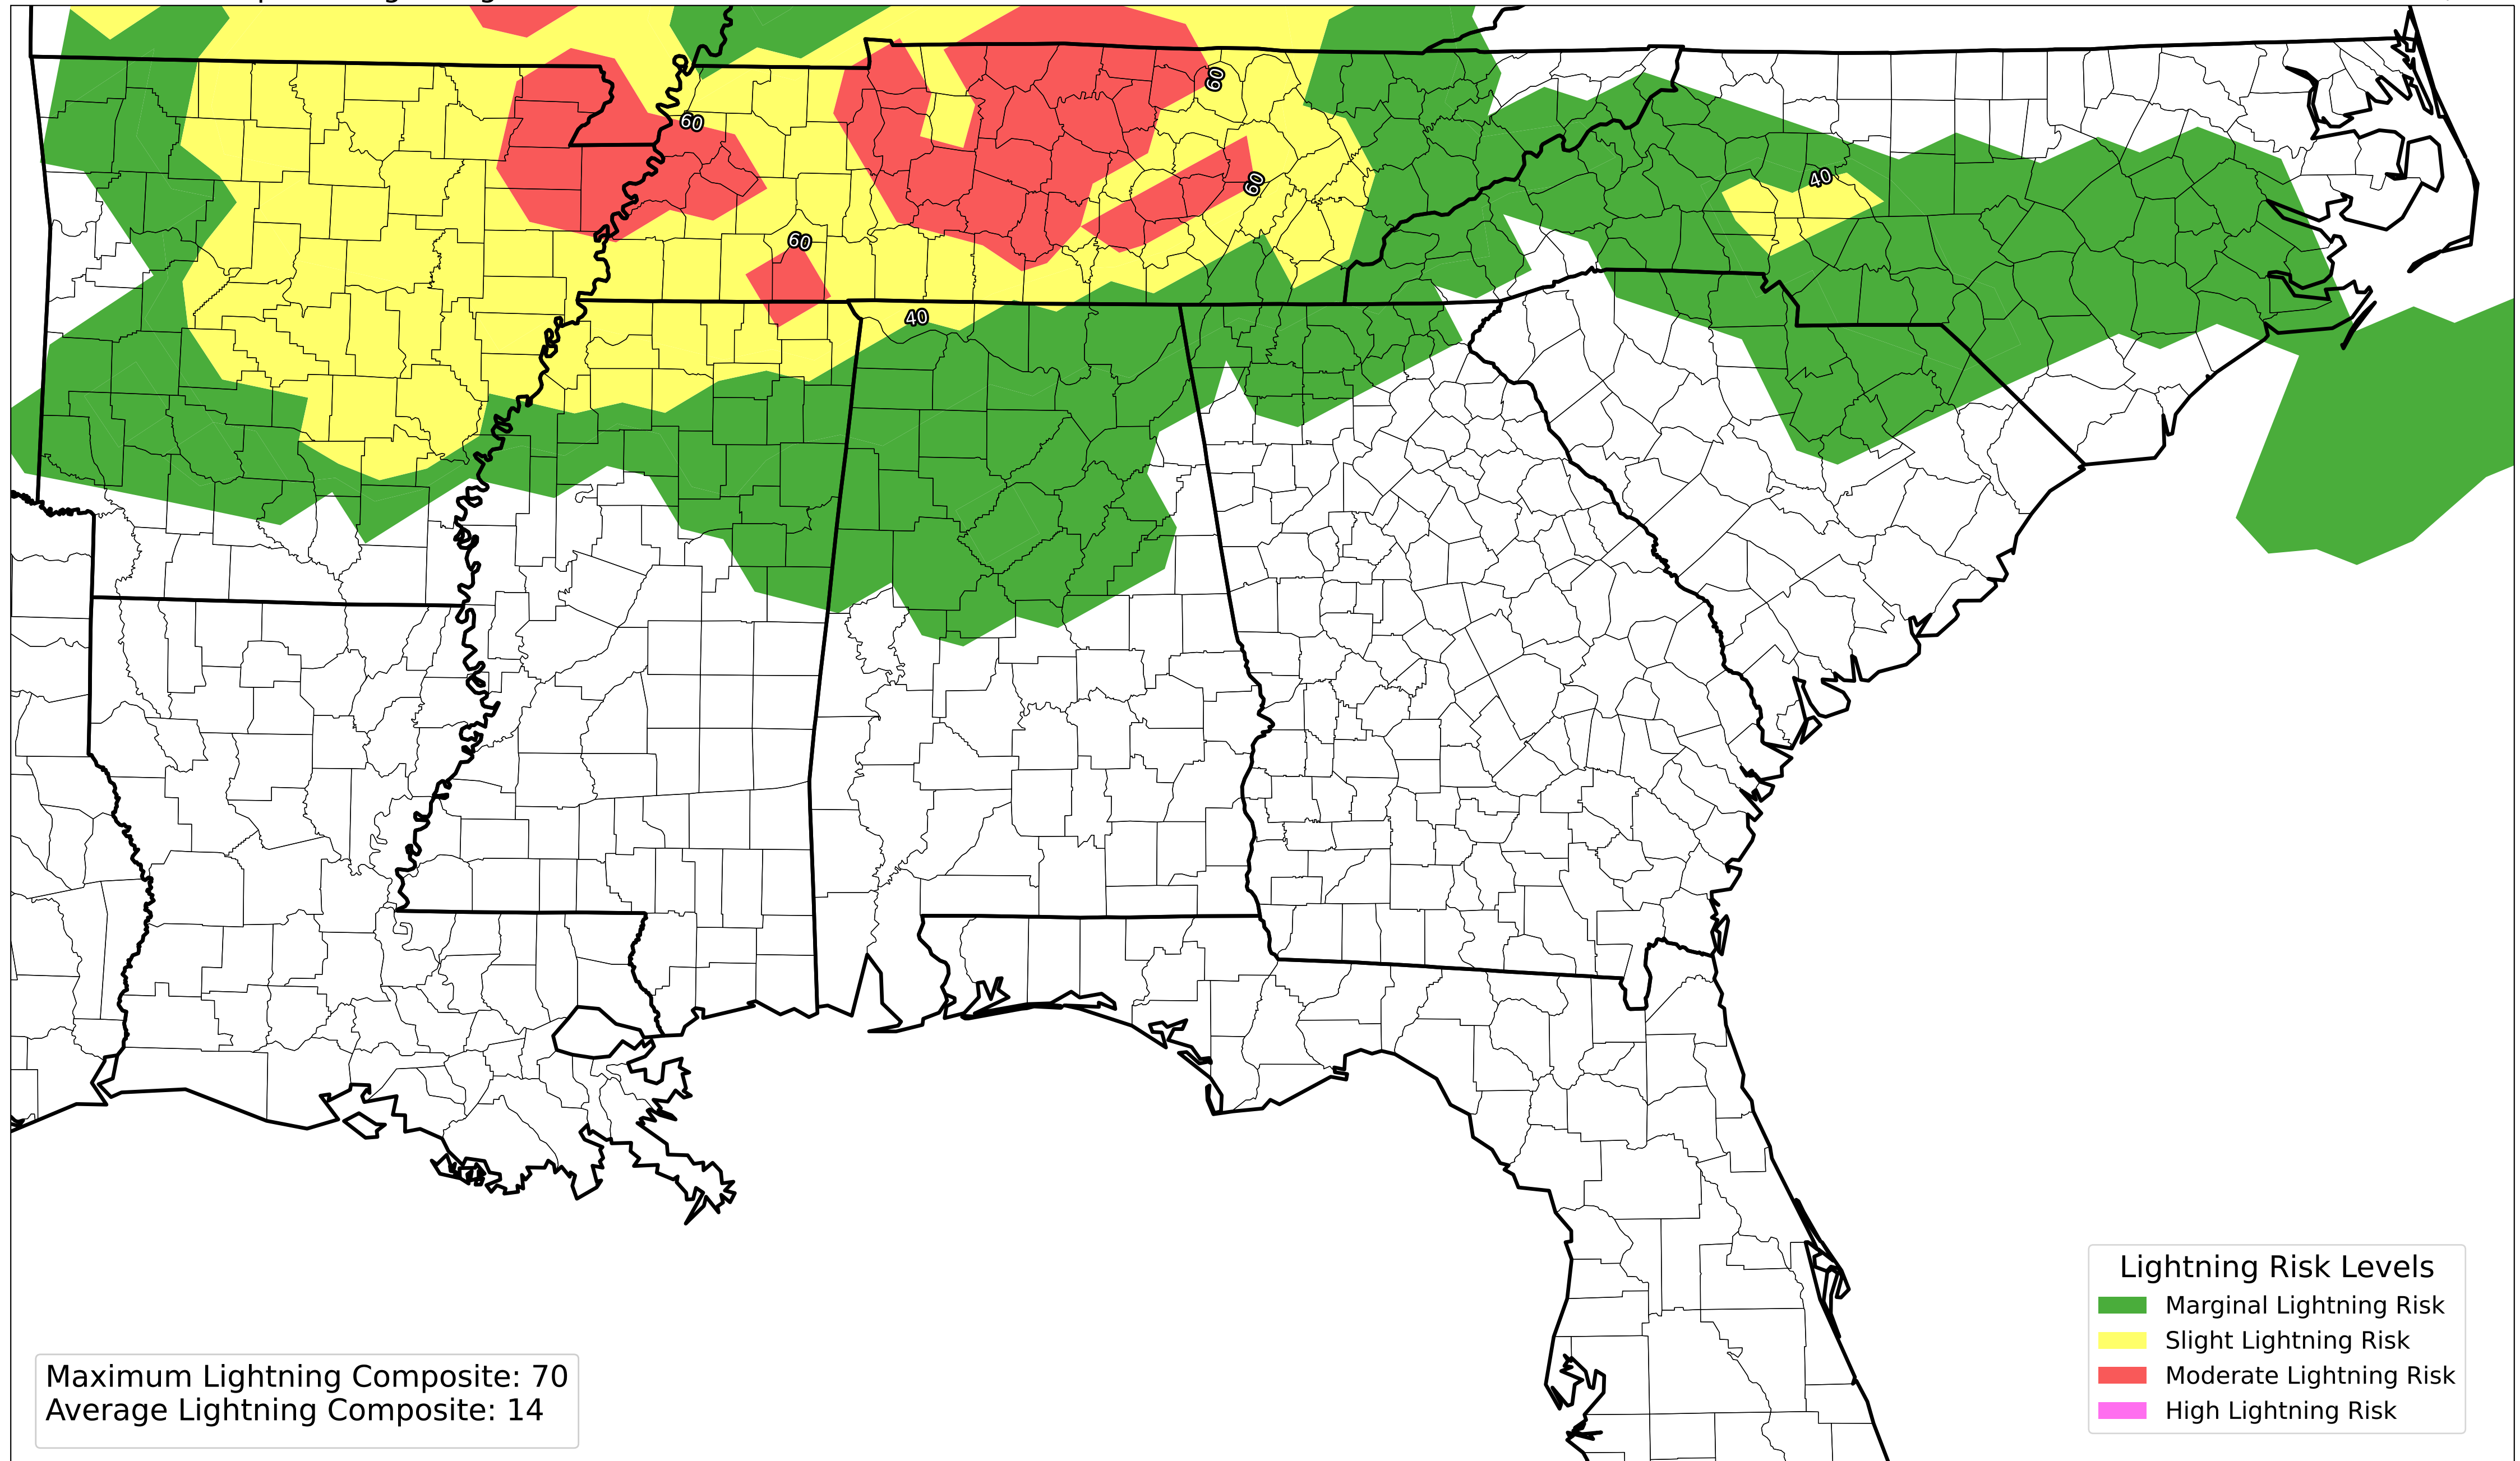 60
60
60
40
60
40
Lightning Risk Levels
Marginal Lightning Risk
Slight Lightning Risk
Moderate Lightning Risk
High Lightning Risk
Maximum Lightning Composite: 70
Average Lightning Composite: 14